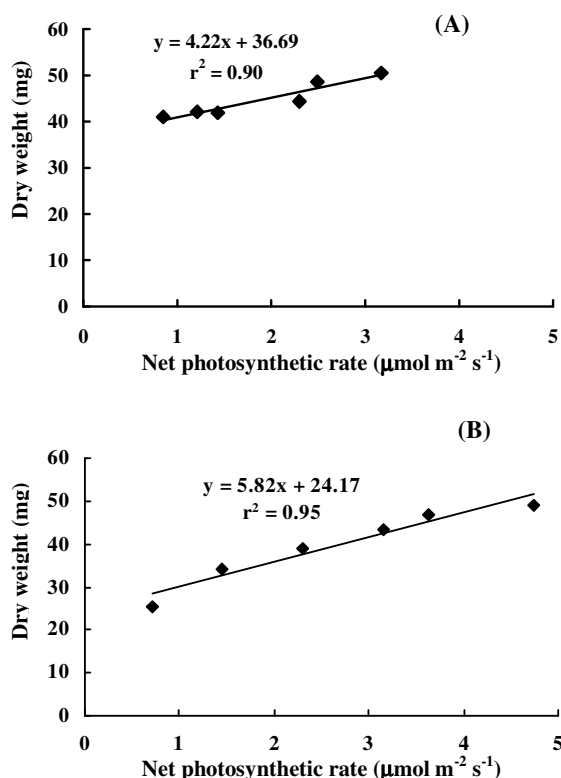 (A)
y = 4.22x + 36.69
r² = 0.90
Dry weight (mg)
60
50
40
30
20
10
0
0 1 2 3 4 5
Net photosynthetic rate (µmol m⁻² s⁻¹)
(B)
y = 5.82x + 24.17
r² = 0.95
Dry weight (mg)
60
50
40
30
20
10
0
0 1 2 3 4 5
Net photosynthetic rate (µmol m⁻² s⁻¹)